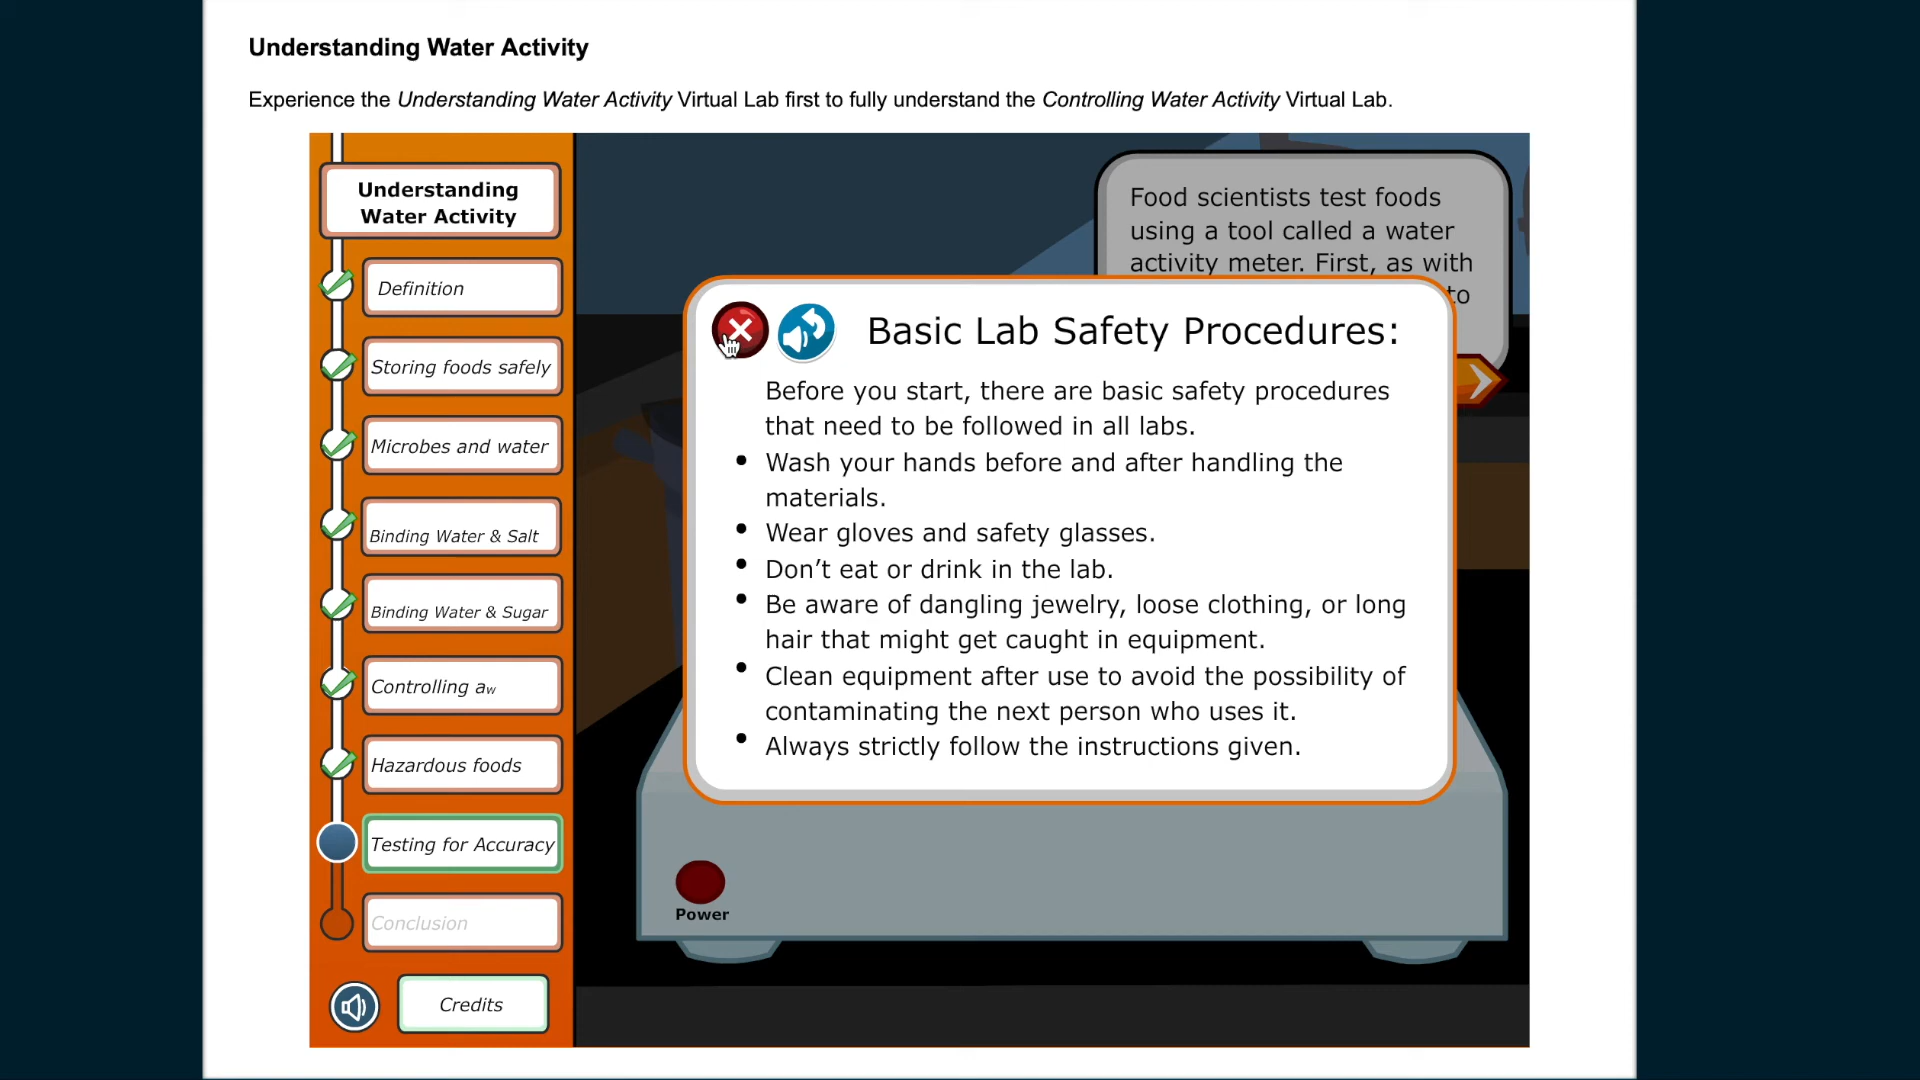 Understanding Water Activity
Experience the Understanding Water Activity Virtual Lab first to fully understand the Controlling Water Activity Virtual Lab.
Understanding
Water Activity
Definition
Storing foods safely
Microbes and water
Binding Water & Salt
Binding Water & Sugar
Controlling aw
Hazardous foods
Testing for Accuracy
Conclusion
Credits
Food scientists test foods
using a tool called a water
activity meter. First, as with
to
Basic Lab Safety Procedures:
Before you start, there are basic safety procedures
that need to be followed in all labs.
• Wash your hands before and after handling the
materials.
• Wear gloves and safety glasses.
• Don’t eat or drink in the lab.
• Be aware of dangling jewelry, loose clothing, or long
hair that might get caught in equipment.
• Clean equipment after use to avoid the possibility of
contaminating the next person who uses it.
• Always strictly follow the instructions given.
Power